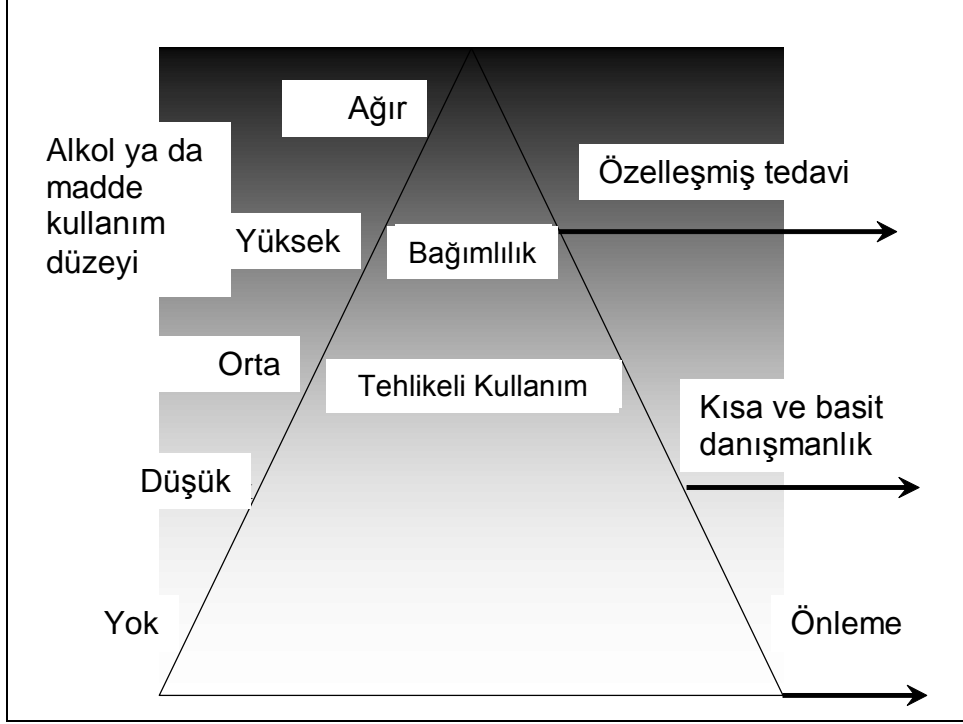 Ağır
Alkol ya da
madde
kullanım
düzeyi
Özelleşmiş tedavi
Yüksek
Bağımlılık
Orta
Tehlikeli Kullanım
Kısa ve basit
danışmanlık
Düşük
Yok
Önleme